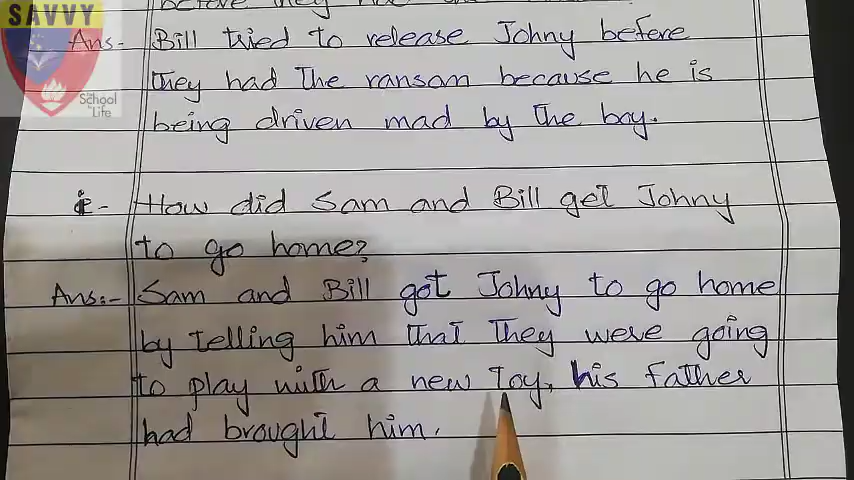 SAVVY
School
Life
Ans- Bill tried to release Johny before
they had the ransom because he is
being driven mad by the boy.
i- How did Sam and Bill get Johny
to go home?
Ans:- Sam and Bill got Johny to go home
by telling him that they were going
to play with a new toy, his father
had brought him.